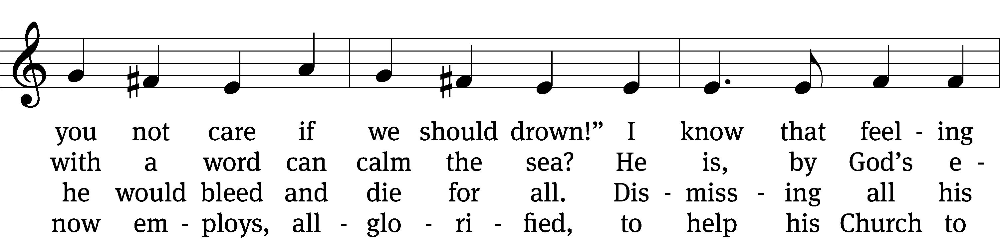 you not care if we should drown!” I know that feel - ing
with a word can calm the sea? He is, by God’s e -
he would bleed and die for all. Dis - miss - ing all his
now em - ploys, all - glo - ri - fied, to help his Church to